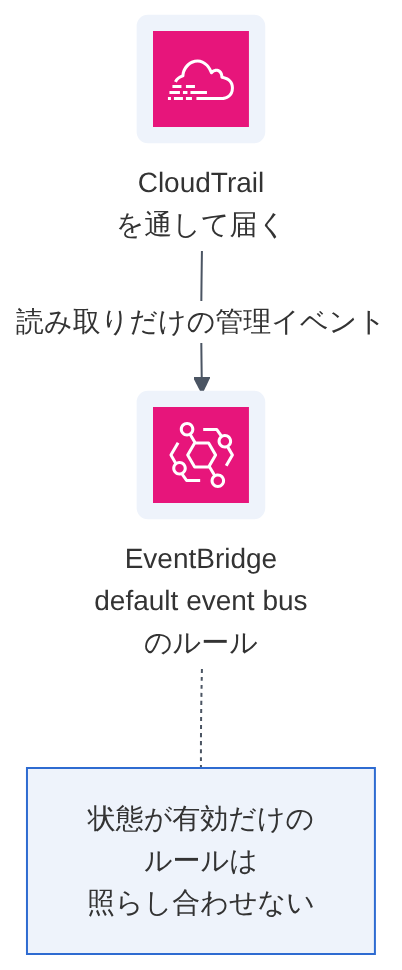 CloudTrail
を通して届く
読み取りだけの管理イベント
EventBridge
default event bus
のルール
状態が有効だけの
ルールは
照らし合わせない